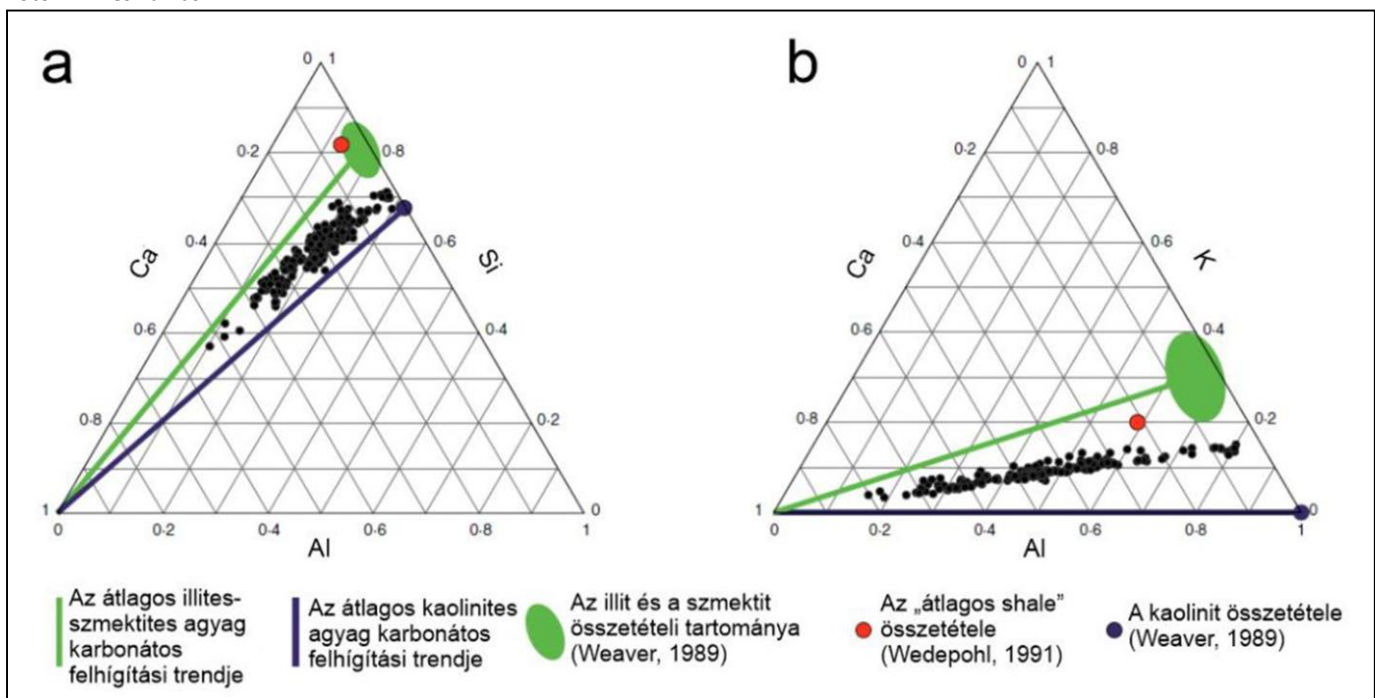 a
0 1
0·2
0·8
0·4
0·6
Ca
Si
0·6
0·4
0·8
0·2
1
0
0
0·2
0·4
0·6
0·8
1
Al
b
0 1
0·2
0·8
0·4
0·6
Ca
K
0·6
0·4
0·8
0·2
1
0
0
0·2
0·4
0·6
0·8
1
Al
Az átlagos illites-
szmektites agyag
karbonátos
felhígítási trendje
Az átlagos kaolinites
agyag karbonátos
felhígítási trendje
Az illit és a szmektit
összetételi tartománya
(Weaver, 1989)
Az „átlagos shale”
összetétele
(Wedepohl, 1991)
A kaolinit összetétele
(Weaver, 1989)